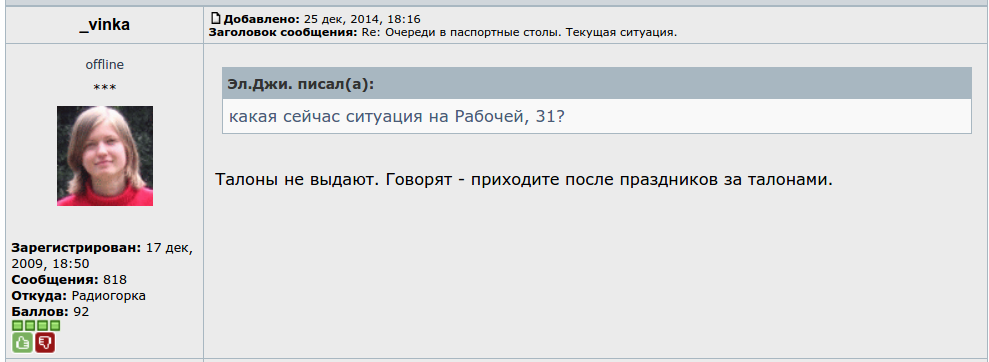 _vinka
Добавлено: 25 дек, 2014, 18:16
Заголовок сообщения: Re: Очереди в паспортные столы. Текущая ситуация.
offline
***
Эл.Джи. писал(а):
какая сейчас ситуация на Рабочей, 31?
Талоны не выдают. Говорят - приходите после праздников за талонами.
Зарегистрирован: 17 дек,
2009, 18:50
Сообщения: 818
Откуда: Радиогорка
Баллов: 92